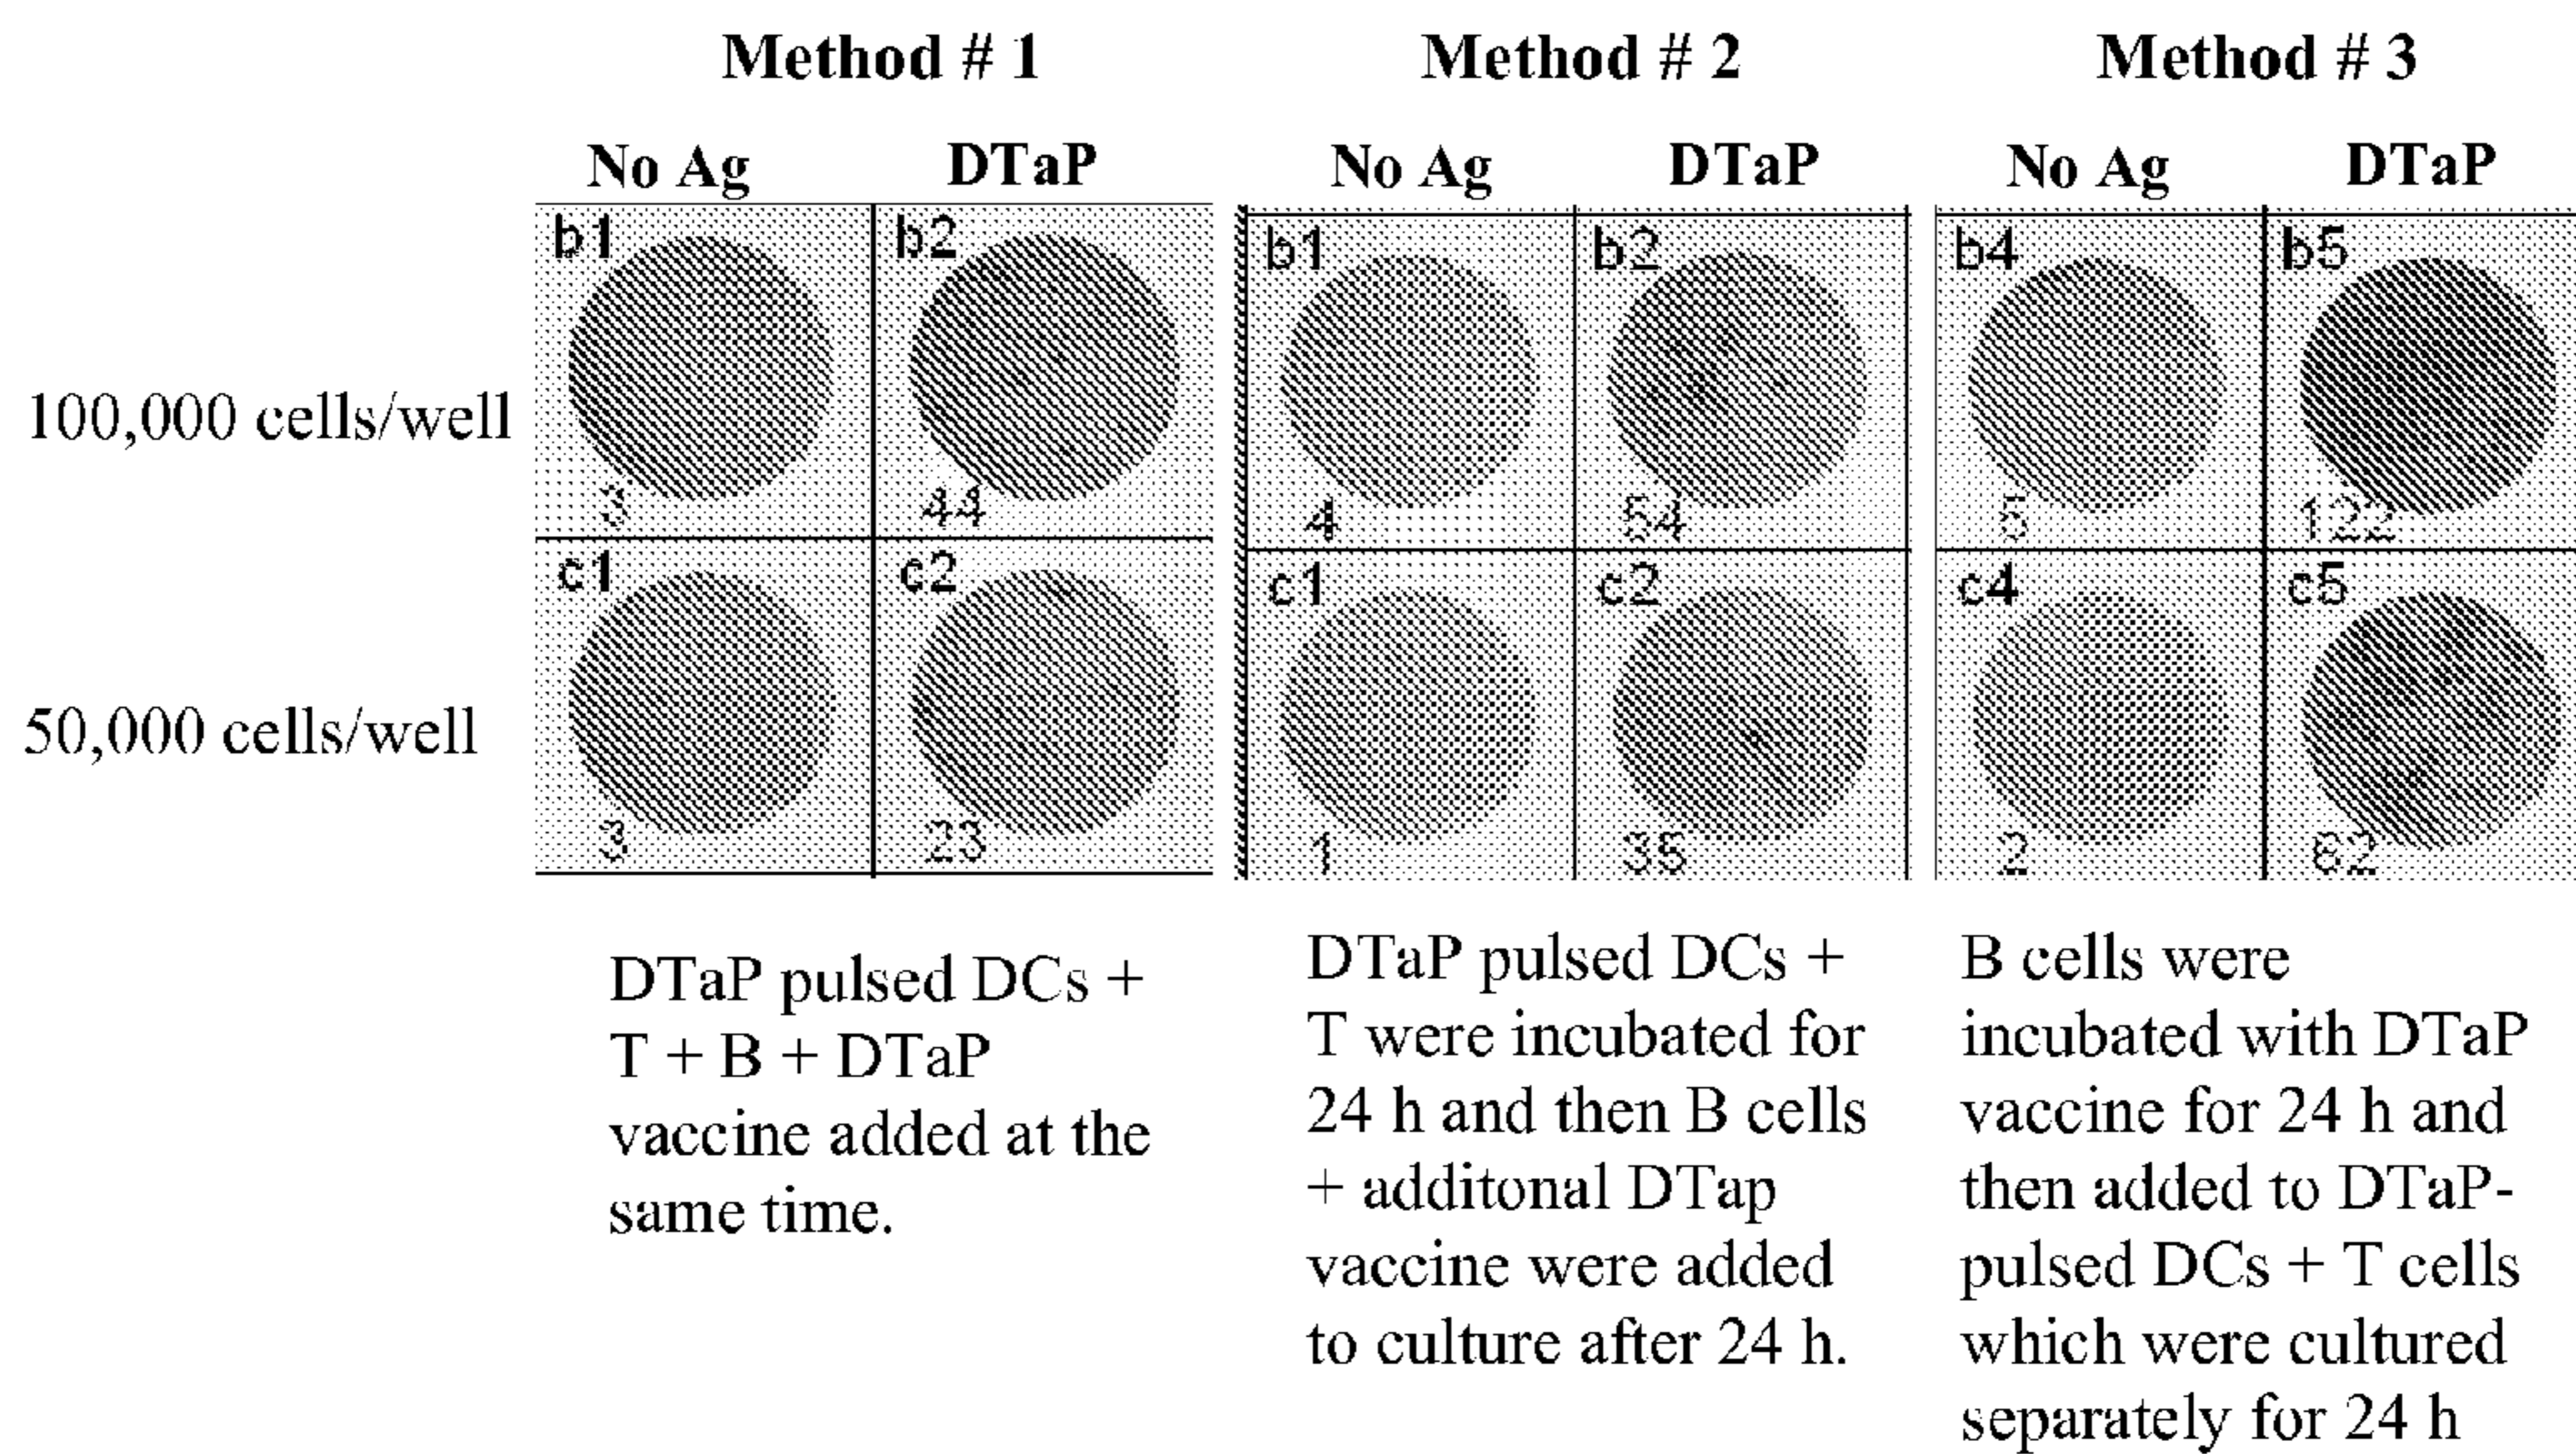 Method # 1 Method # 2 Method # 3
No Ag DTaP No Ag DTaP No Ag DTaP
b1 b2 b1 b2 b4 b5
100,000 cells/well
3 44 4 54 5 122
c1 c2 c1 c2 c4 c5
50,000 cells/well
3 23 1 35 2 62
DTaP pulsed DCs +
T + B + DTaP
vaccine added at the
same time.
DTaP pulsed DCs +
T were incubated for
24 h and then B cells
+ additonal DTap
vaccine were added
to culture after 24 h.
B cells were
incubated with DTaP
vaccine for 24 h and
then added to DTaP-
pulsed DCs + T cells
which were cultured
separately for 24 h